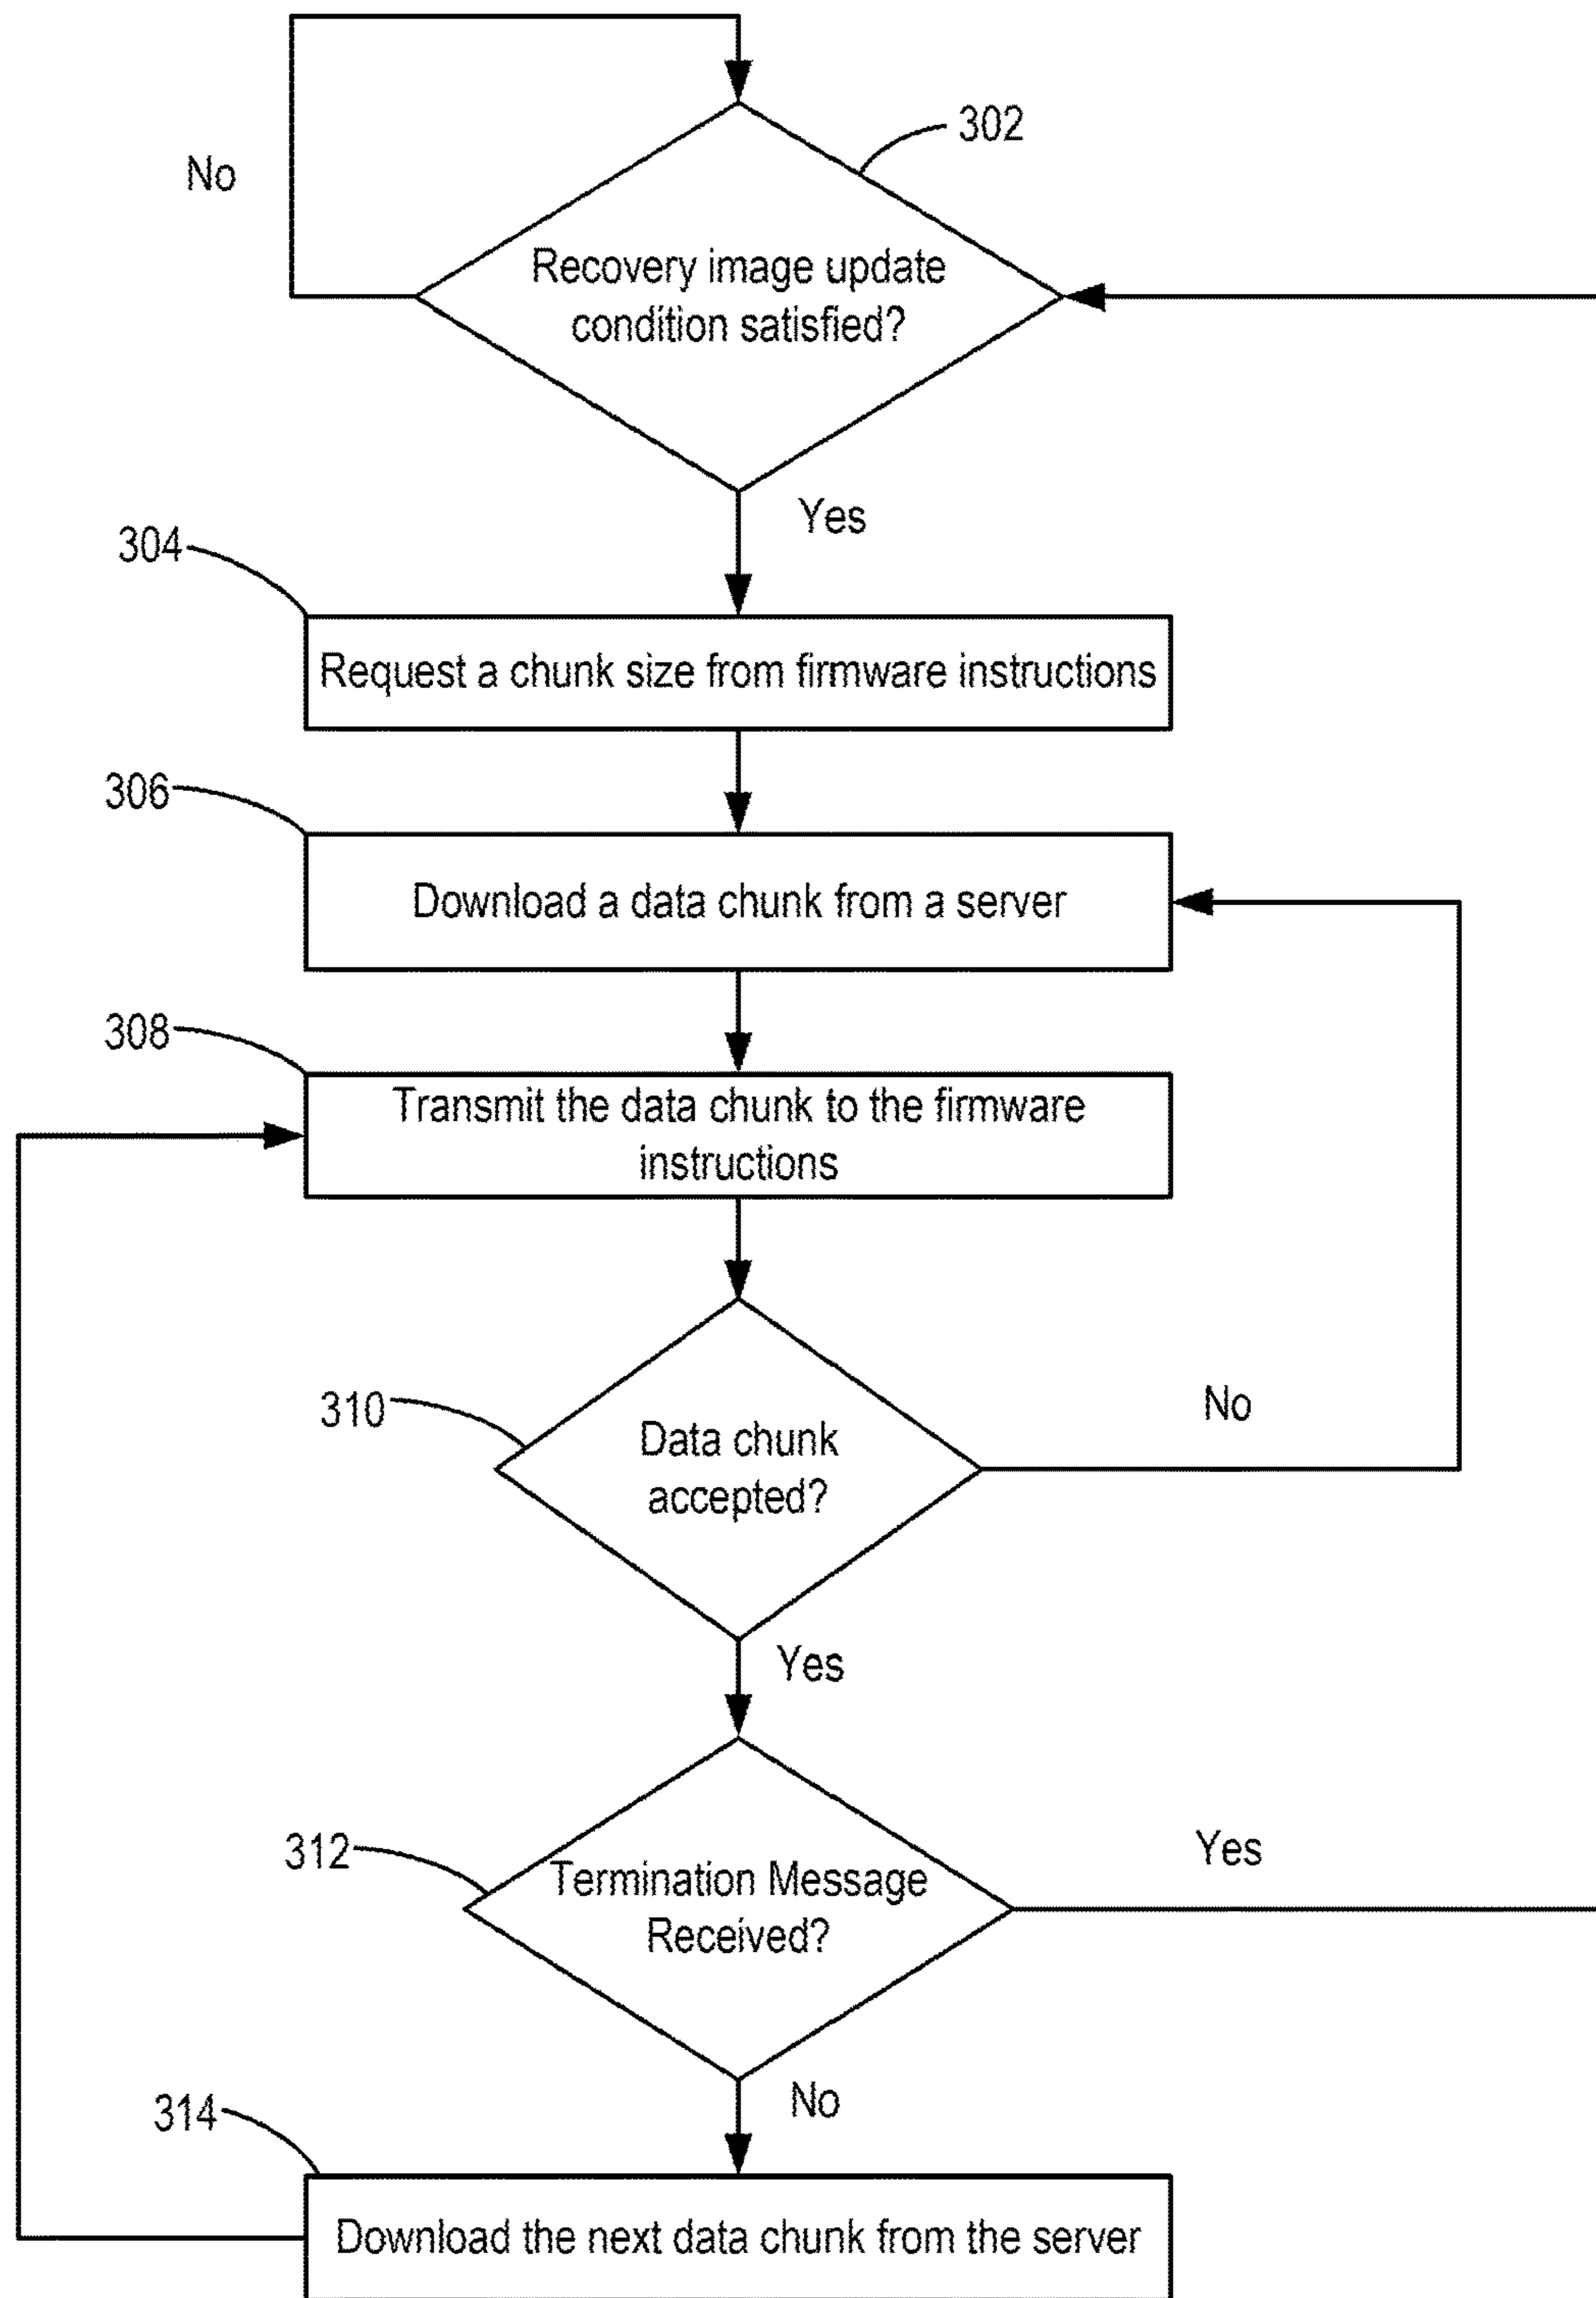 302
No
Recovery image update
condition satisfied?
Yes
304
Request a chunk size from firmware instructions
306
Download a data chunk from a server
308
Transmit the data chunk to the firmware
instructions
310
No
Data chunk
accepted?
Yes
312
Yes
Termination Message
Received?
No
314
Download the next data chunk from the server